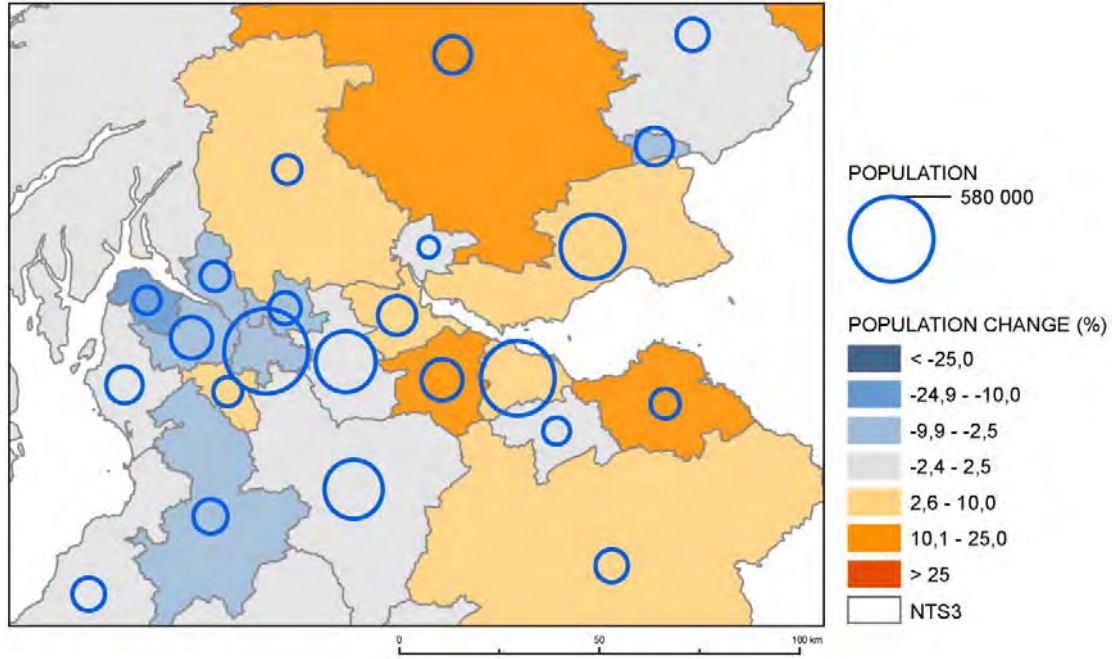 POPULATION
580 000
POPULATION CHANGE (%)
< -25,0
-24,9 - -10,0
-9,9 - -2,5
-2,4 - 2,5
2,6 - 10,0
10,1 - 25,0
> 25
NTS3
0 50 100 km